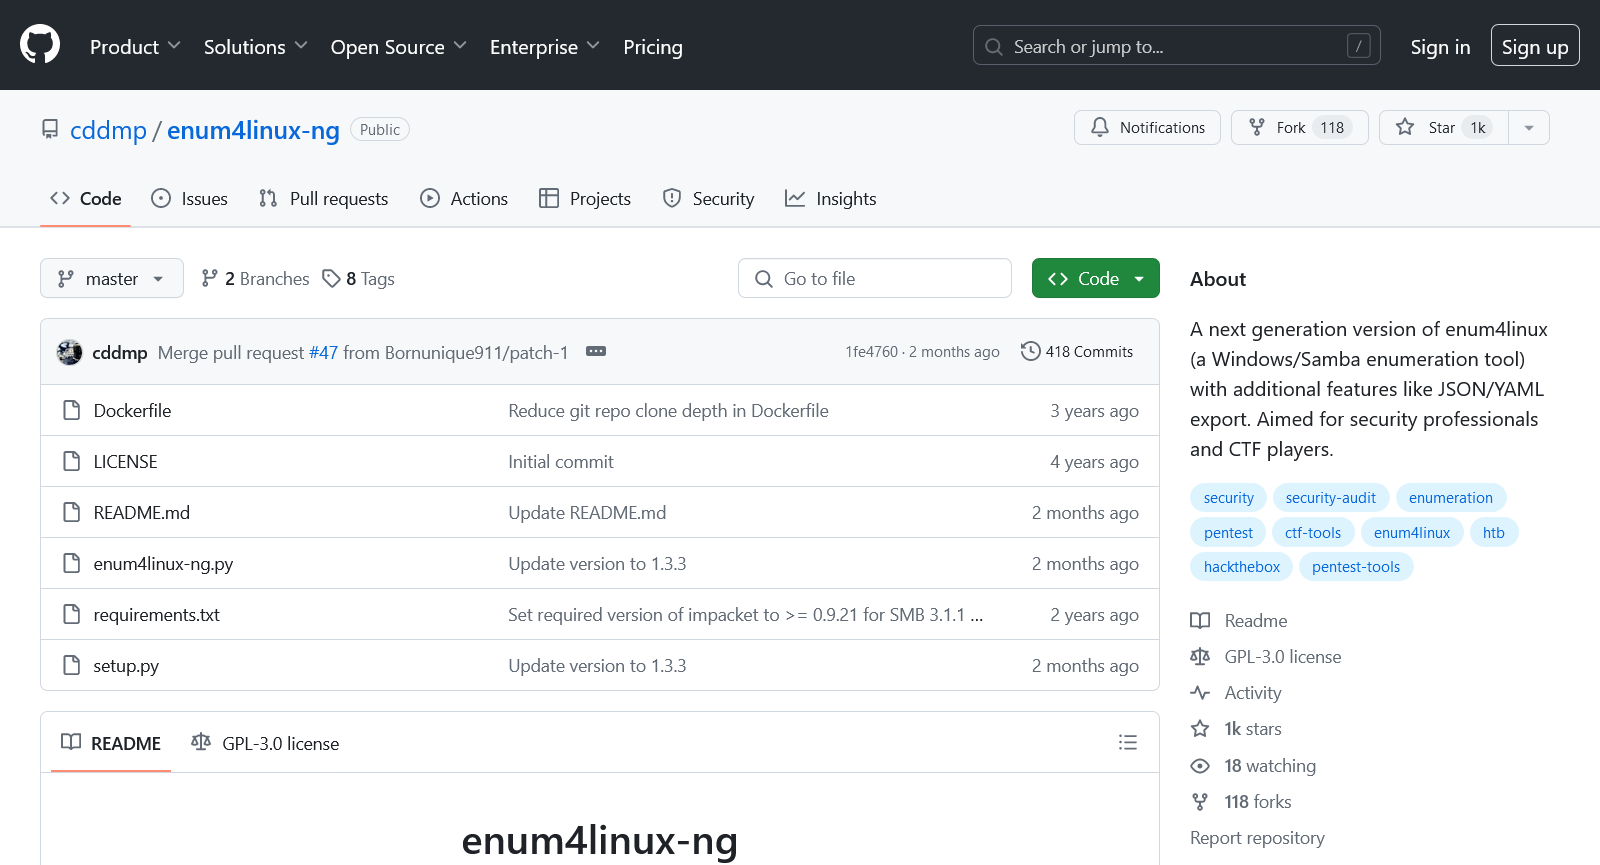 Product Solutions Open Source Enterprise Pricing Search or jump to... / Sign in Sign up
cddmp / enum4linux-ng Public Notifications Fork 118 Star 1k
Code Issues Pull requests Actions Projects Security Insights
master 2 Branches 8 Tags Go to file Code
cddmp Merge pull request #47 from Bornunique911/patch-1 1fe4760 · 2 months ago 418 Commits
Dockerfile Reduce git repo clone depth in Dockerfile 3 years ago
LICENSE Initial commit 4 years ago
README.md Update README.md 2 months ago
enum4linux-ng.py Update version to 1.3.3 2 months ago
requirements.txt Set required version of impacket to >= 0.9.21 for SMB 3.1.1 ... 2 years ago
setup.py Update version to 1.3.3 2 months ago
README GPL-3.0 license
enum4linux-ng
About
A next generation version of enum4linux
(a Windows/Samba enumeration tool)
with additional features like JSON/YAML
export. Aimed for security professionals
and CTF players.
security security-audit enumeration
pentest ctf-tools enum4linux htb
hackthebox pentest-tools
Readme
GPL-3.0 license
Activity
1k stars
18 watching
118 forks
Report repository